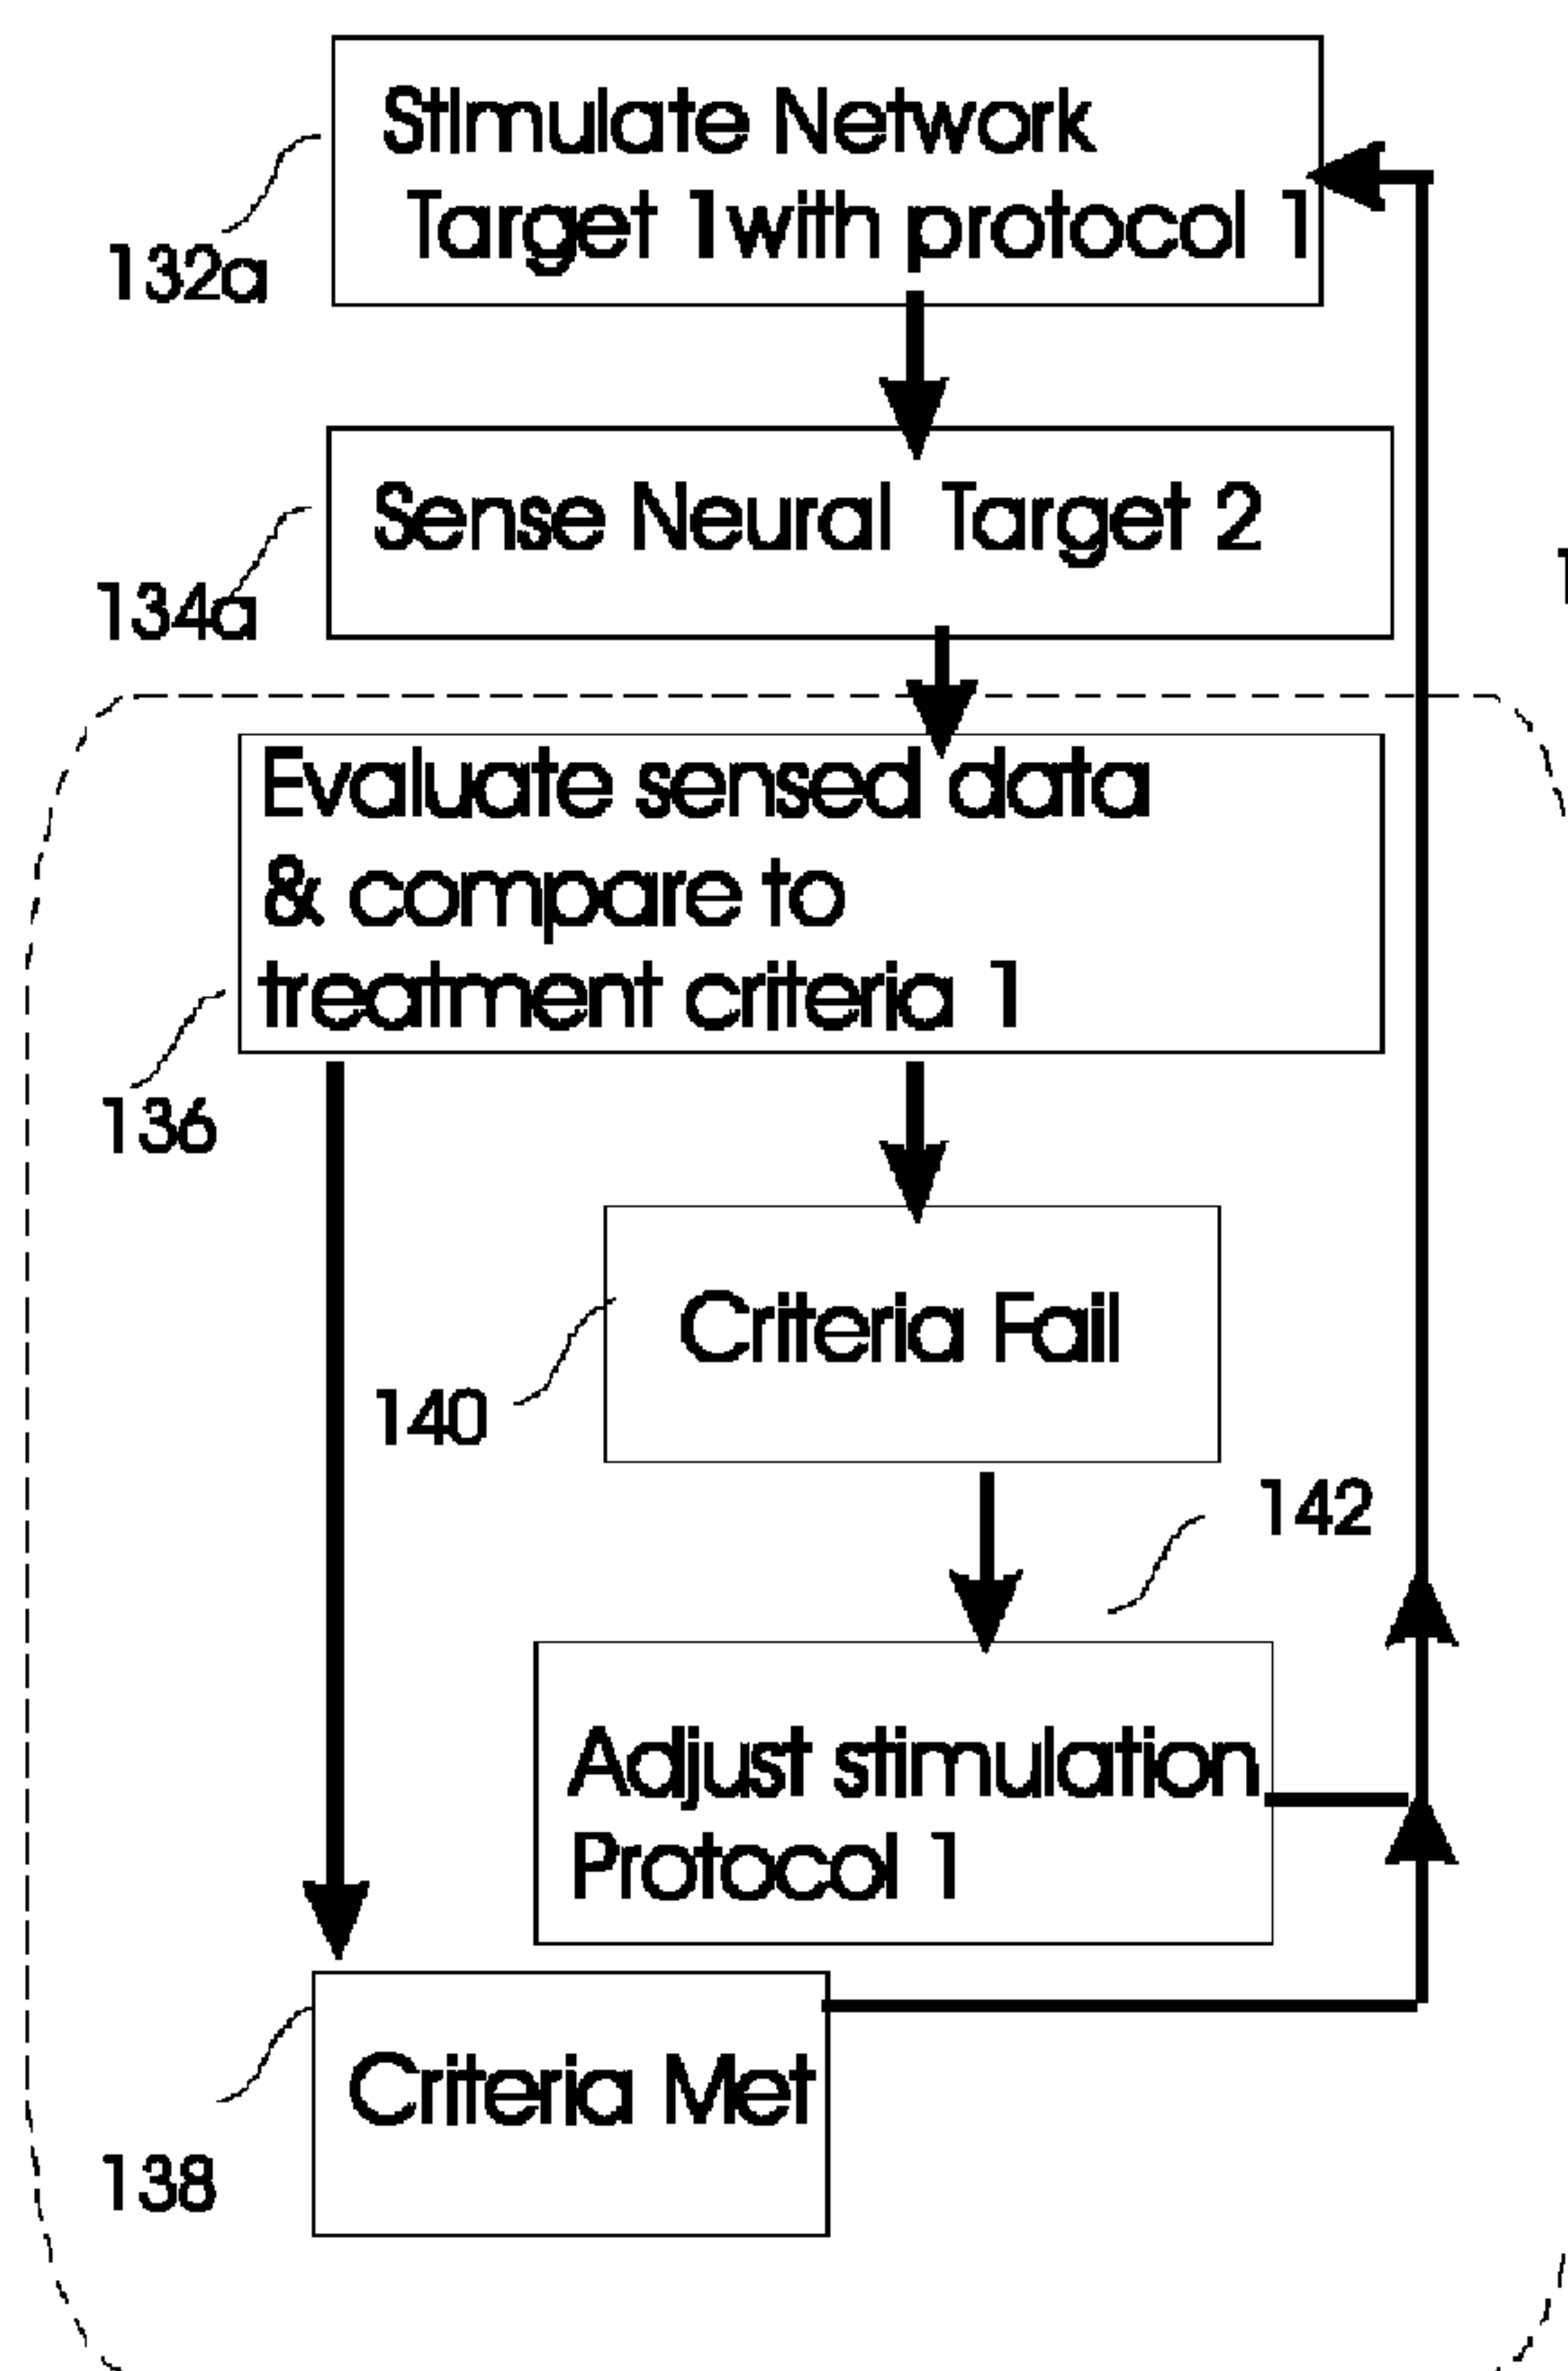 Stimulate Network
Target 1with protocol 1
132a
Sense Neural Target 2
134a
Evaluate sensed data
& compare to
treatment criteria 1
136
Criteria Fail
140
142
Adjust stimulation
Protocol 1
Criteria Met
138